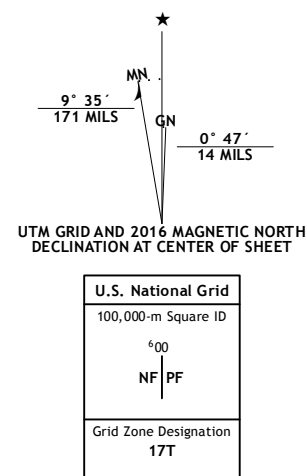 ★
MN
GN
9° 35´
171 MILS
0° 47´
14 MILS
UTM GRID AND 2016 MAGNETIC NORTH
DECLINATION AT CENTER OF SHEET
U.S. National Grid
100,000-m Square ID
⁶00
NF PF
Grid Zone Designation
17T